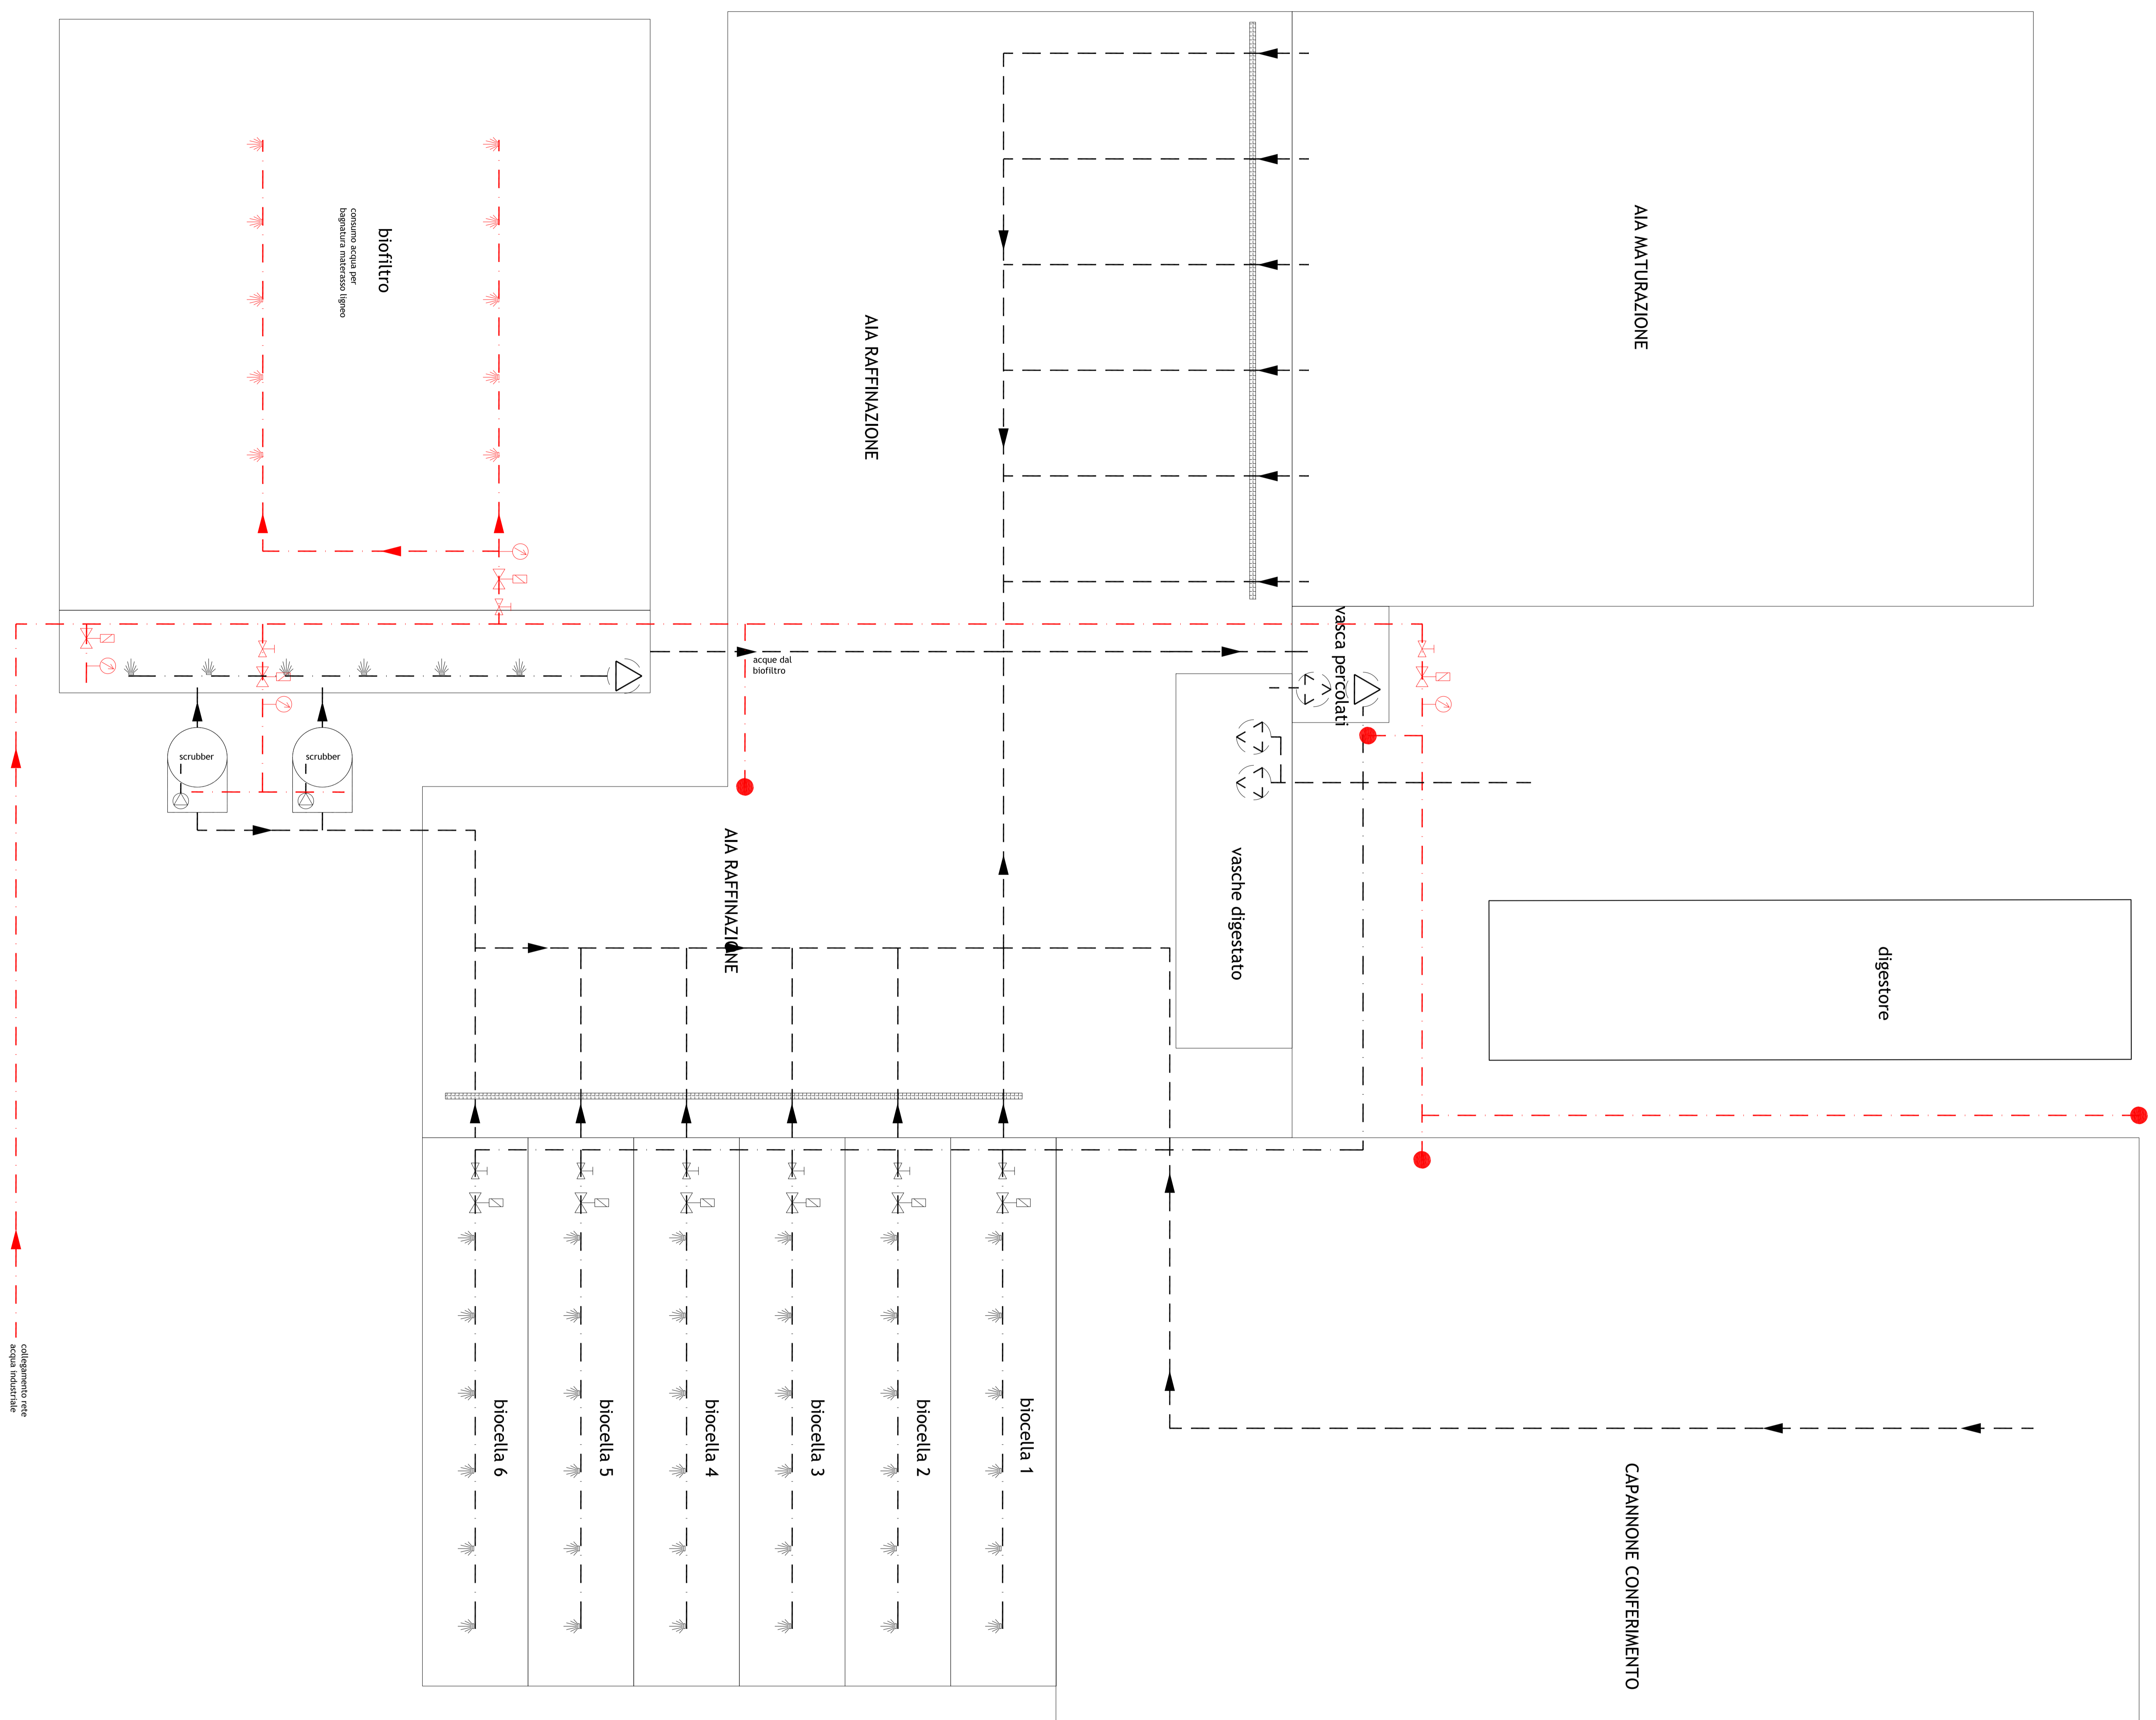 biofiltro
consumo acqua per
bagnatura materasso ligneo
AIA RAFFINAZIONE
AIA MATURAZIONE
vasca percolati
acque dal
biofiltro
scrubber
scrubber
AIA RAFFINAZIONE
vasche digestato
digestore
collegamento rete
acqua industriale
biocella 6
biocella 5
biocella 4
biocella 3
biocella 2
biocella 1
CAPANNONE CONFERIMENTO